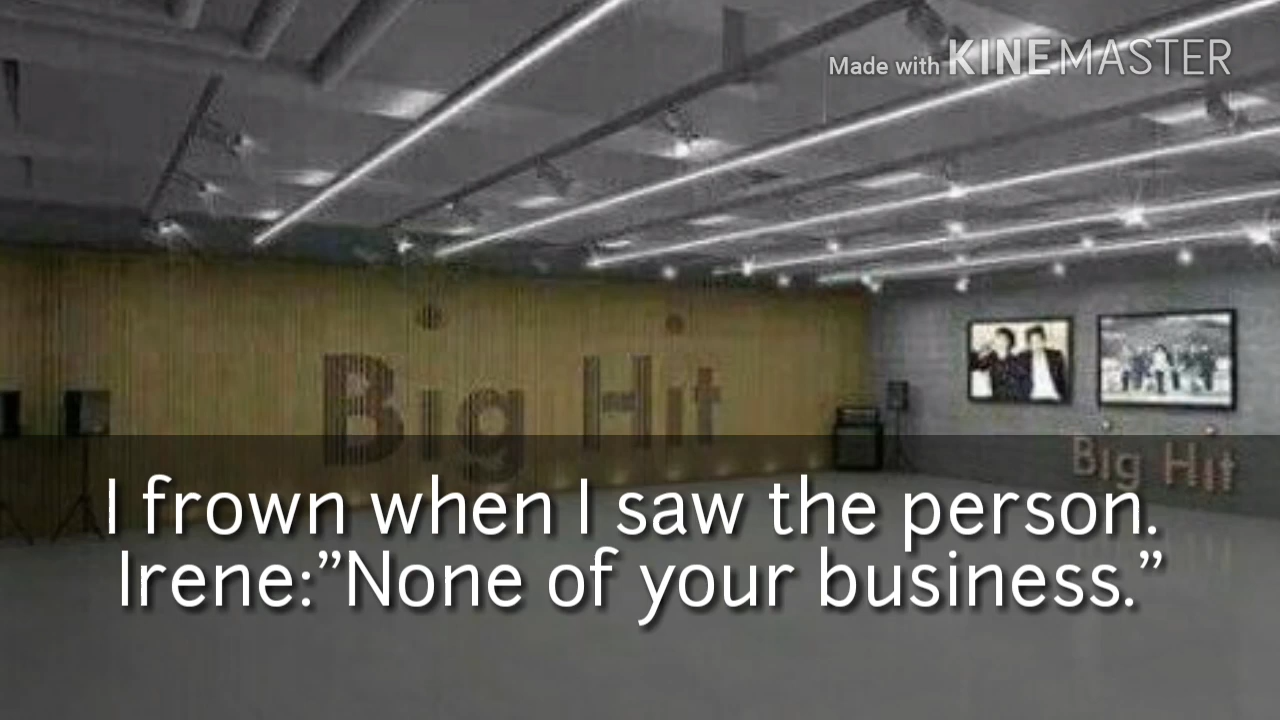 Made with KINEMASTER
Big Hit
Big Hit
I frown when I saw the person.
Irene:”None of your business.”